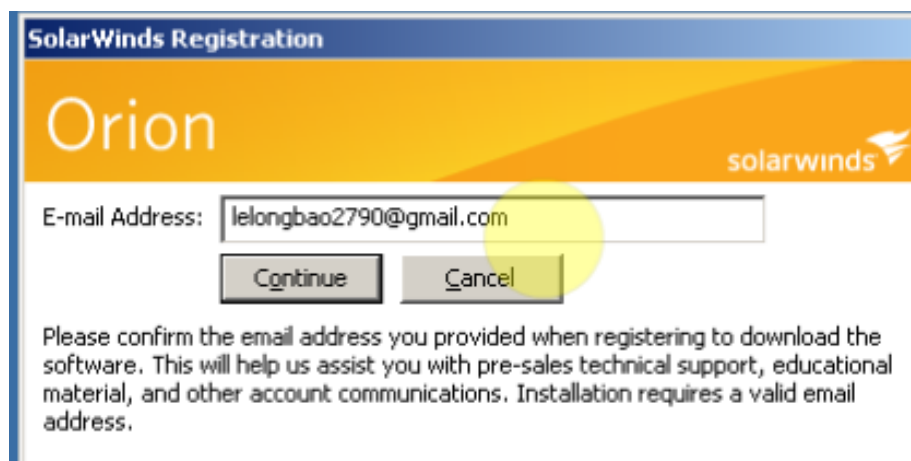 SolarWinds Registration
Orion
solarwinds
E-mail Address: lelongbao2790@gmail.com
Continue Cancel
Please confirm the email address you provided when registering to download the
software. This will help us assist you with pre-sales technical support, educational
material, and other account communications. Installation requires a valid email
address.